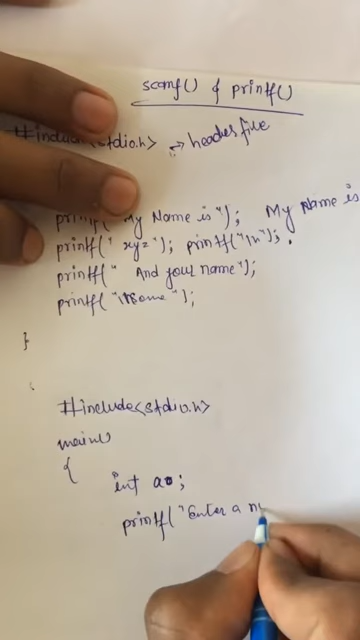 scanf() & printf()
#include<stdio.h> → header file
printf("My Name is"); My Name is
printf(" xyz"); printf("\n");
printf(" And your name");
printf("
}
#include<stdio.h>
main()
{
int a;
printf("Enter a n